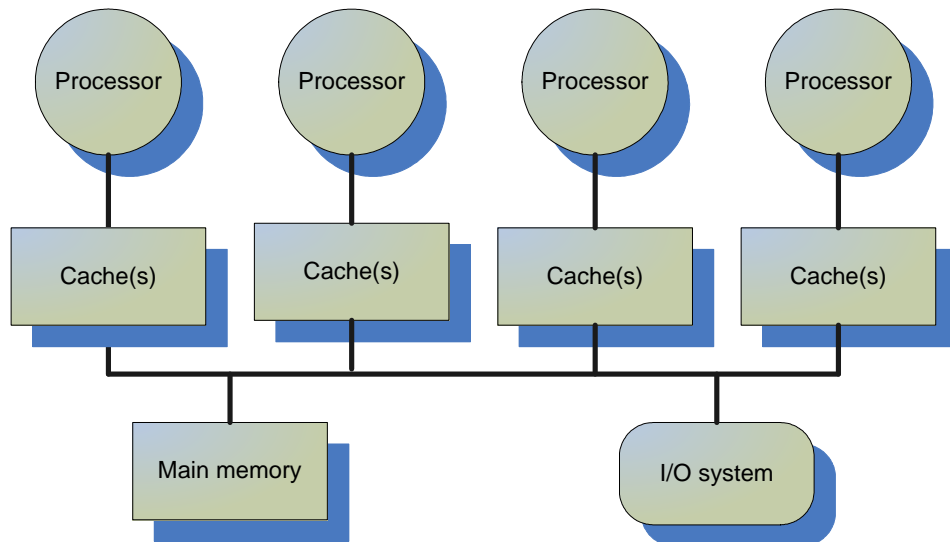 Processor
Processor
Processor
Processor
Cache(s)
Cache(s)
Cache(s)
Cache(s)
Main memory
I/O system